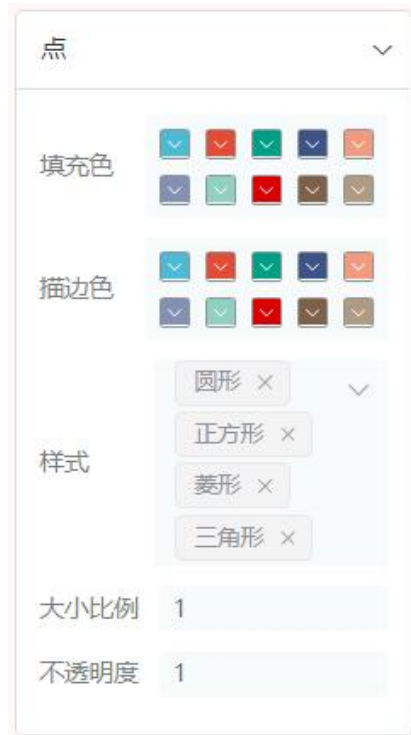 点
填充色
描边色
样式
圆形 ×
正方形 ×
菱形 ×
三角形 ×
大小比例 1
不透明度 1